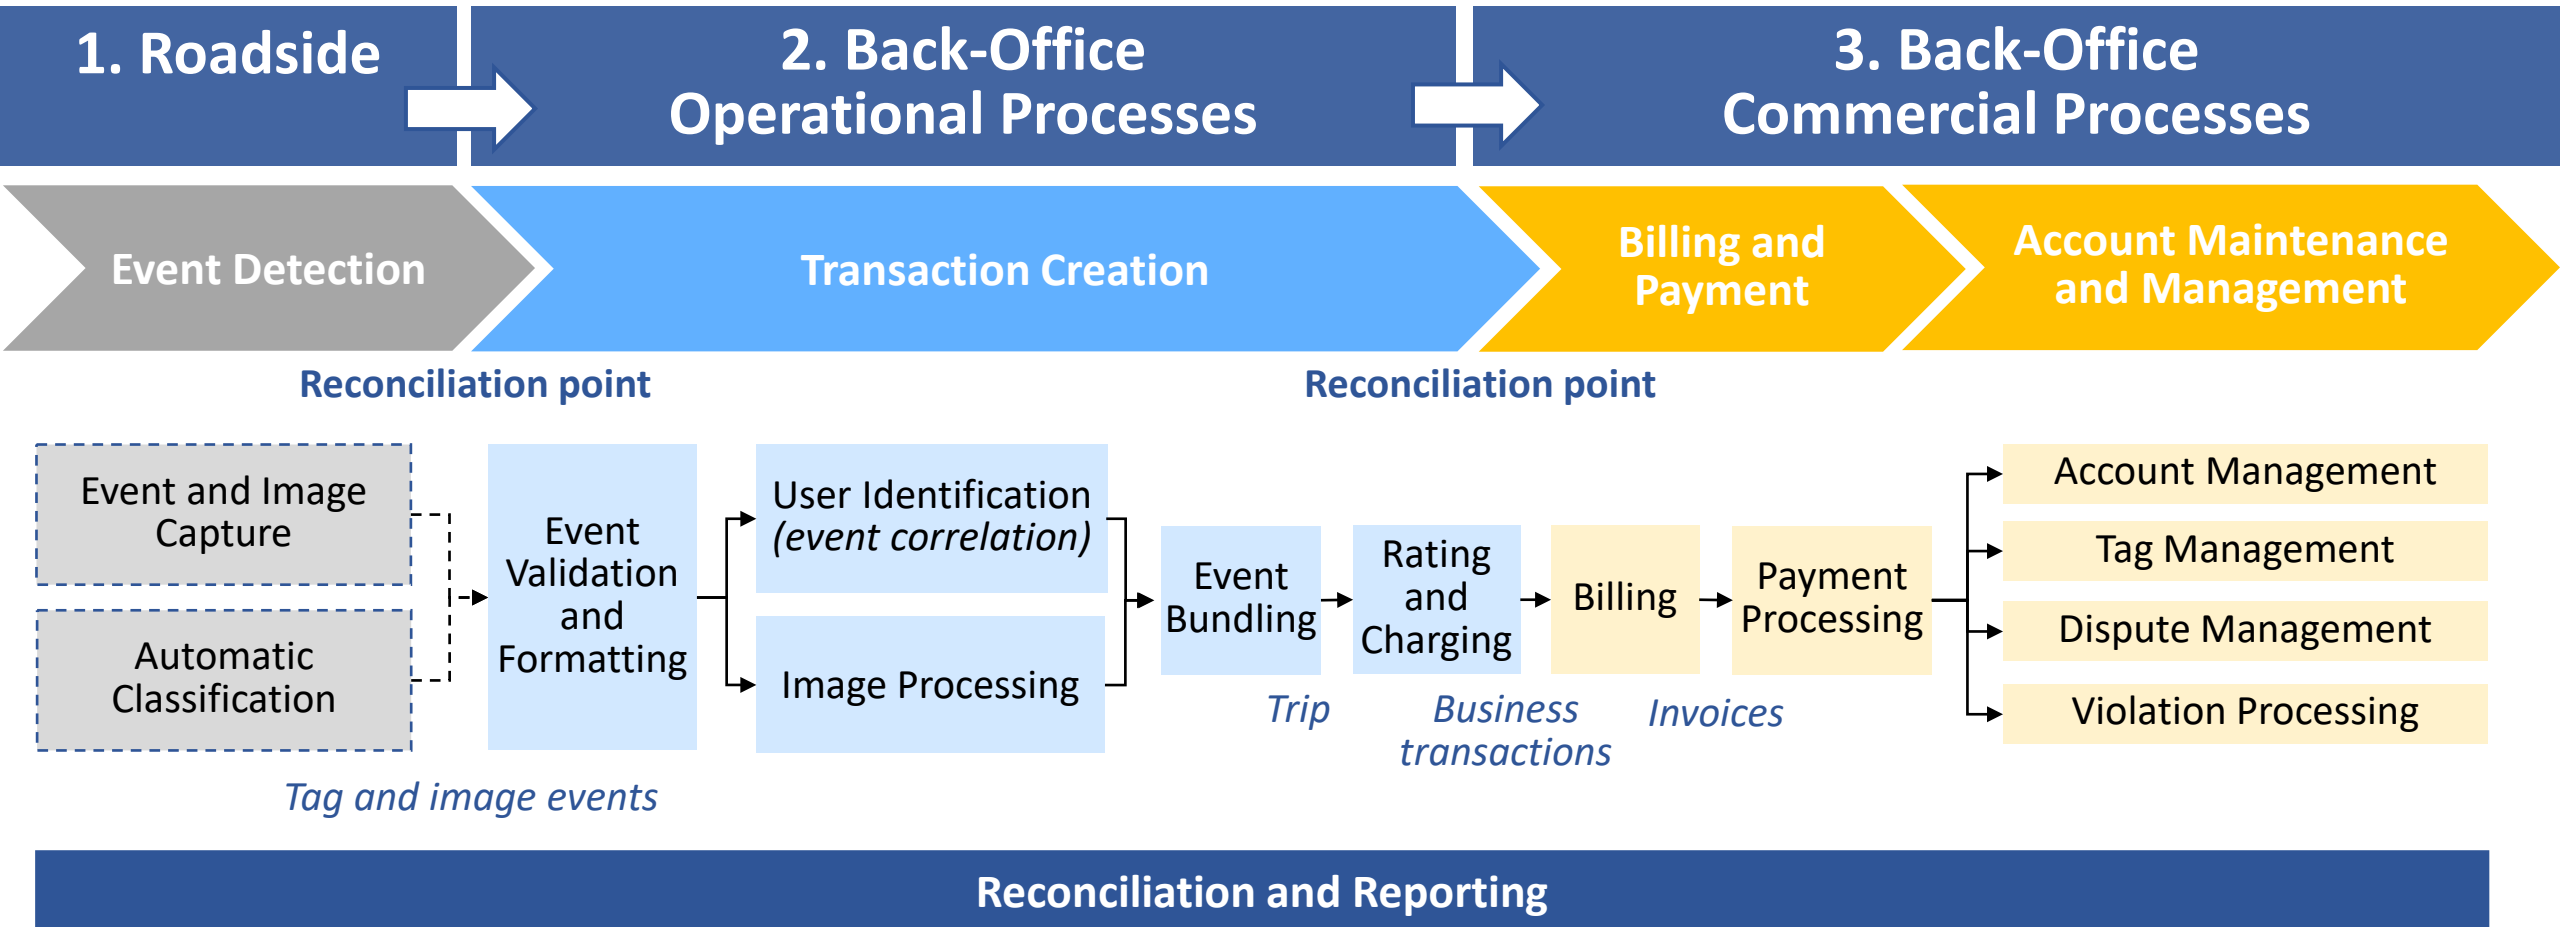 1. Roadside
2. Back-Office
Operational Processes
3. Back-Office
Commercial Processes
Event Detection
Transaction Creation
Billing and
Payment
Account Maintenance
and Management
Reconciliation point
Reconciliation point
Event and Image
Capture
Automatic
Classification
Tag and image events
Event
Validation
and
Formatting
User Identification
(event correlation)
Image Processing
Event
Bundling
Trip
Rating
and
Charging
Business
transactions
Billing
Invoices
Payment
Processing
Account Management
Tag Management
Dispute Management
Violation Processing
Reconciliation and Reporting